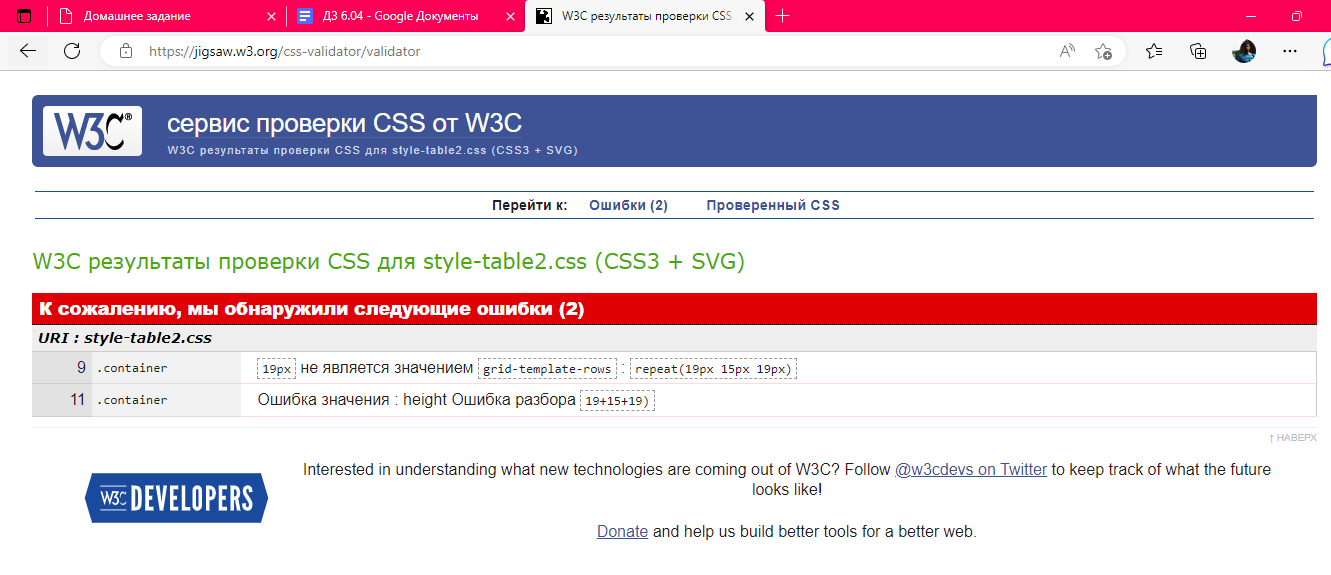 Домашнее задание
ДЗ 6.04 - Google Документы
W3C результаты проверки CSS
https://jigsaw.w3.org/css-validator/validator
W3C®
сервис проверки CSS от W3C
W3C результаты проверки CSS для style-table2.css (CSS3 + SVG)
Перейти к: Ошибки (2) Проверенный CSS
W3C результаты проверки CSS для style-table2.css (CSS3 + SVG)
К сожалению, мы обнаружили следующие ошибки (2)
URI : style-table2.css
9 .container 19px не является значением grid-template-rows : repeat(19px 15px 19px)
11 .container Ошибка значения : height Ошибка разбора 19+15+19)
↑ НАВЕРХ
W3C DEVELOPERS
Interested in understanding what new technologies are coming out of W3C? Follow @w3cdevs on Twitter to keep track of what the future
looks like!
Donate and help us build better tools for a better web.